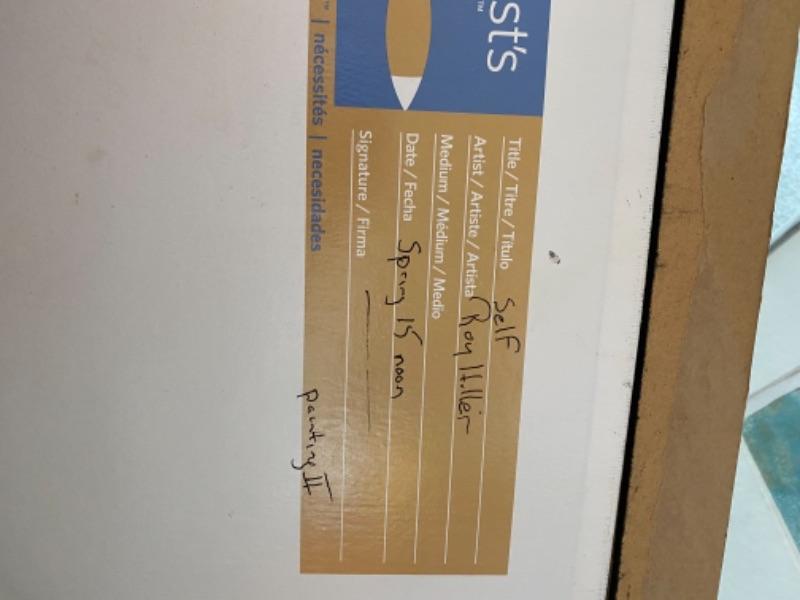 st's™
Title / Titre / Título Self
Artist / Artiste / Artista Roy Hiller
Medium / Médium / Medio
Date / Fecha Spring 15 noon
Signature / Firma
Painting II
™ | nécessités | necesidades